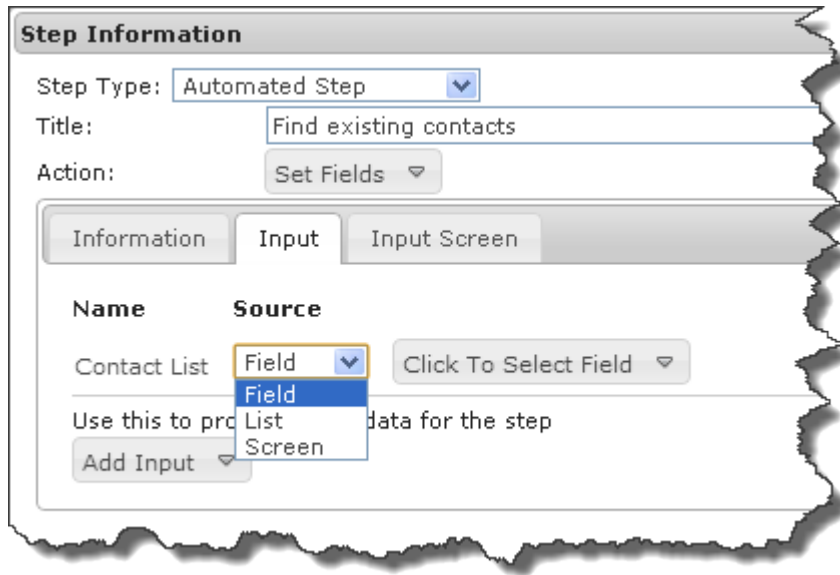 Step Information
Step Type: Automated Step
Title: Find existing contacts
Action: Set Fields
Information Input Input Screen
Name Source
Contact List Field Click To Select Field
Field
Use this to pro data for the step
List
Screen
Add Input